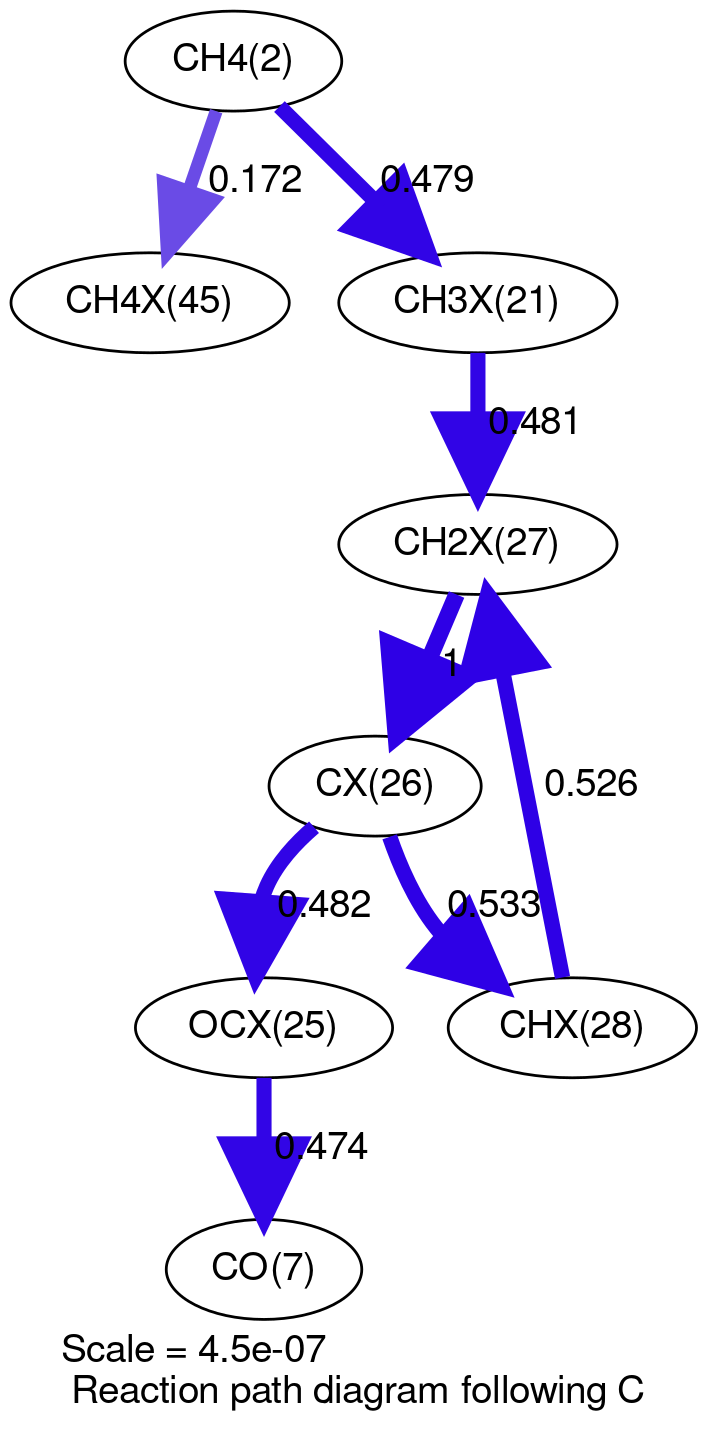 CH4(2)
0.172
0.479
CH4X(45)
CH3X(21)
0.481
CH2X(27)
1
CX(26)
0.526
0.482
0.533
OCX(25)
CHX(28)
0.474
CO(7)
Scale = 4.5e-07
Reaction path diagram following C